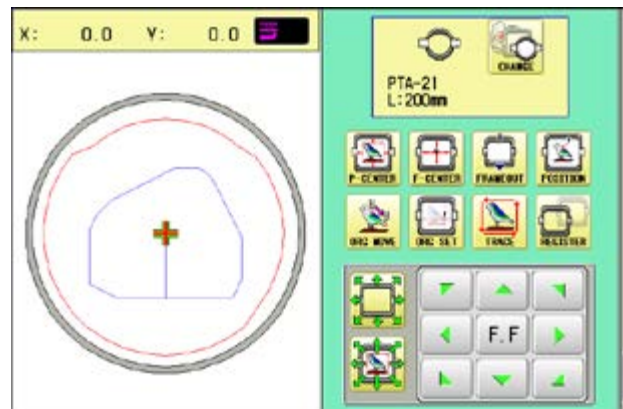 X: 0.0 Y: 0.0
CHANGE
PTA-21
L:200mm
P-CENTER F-CENTER FRAMEOUT POSITION
ORG MOVE ORG SET TRACE REGISTER
F.F